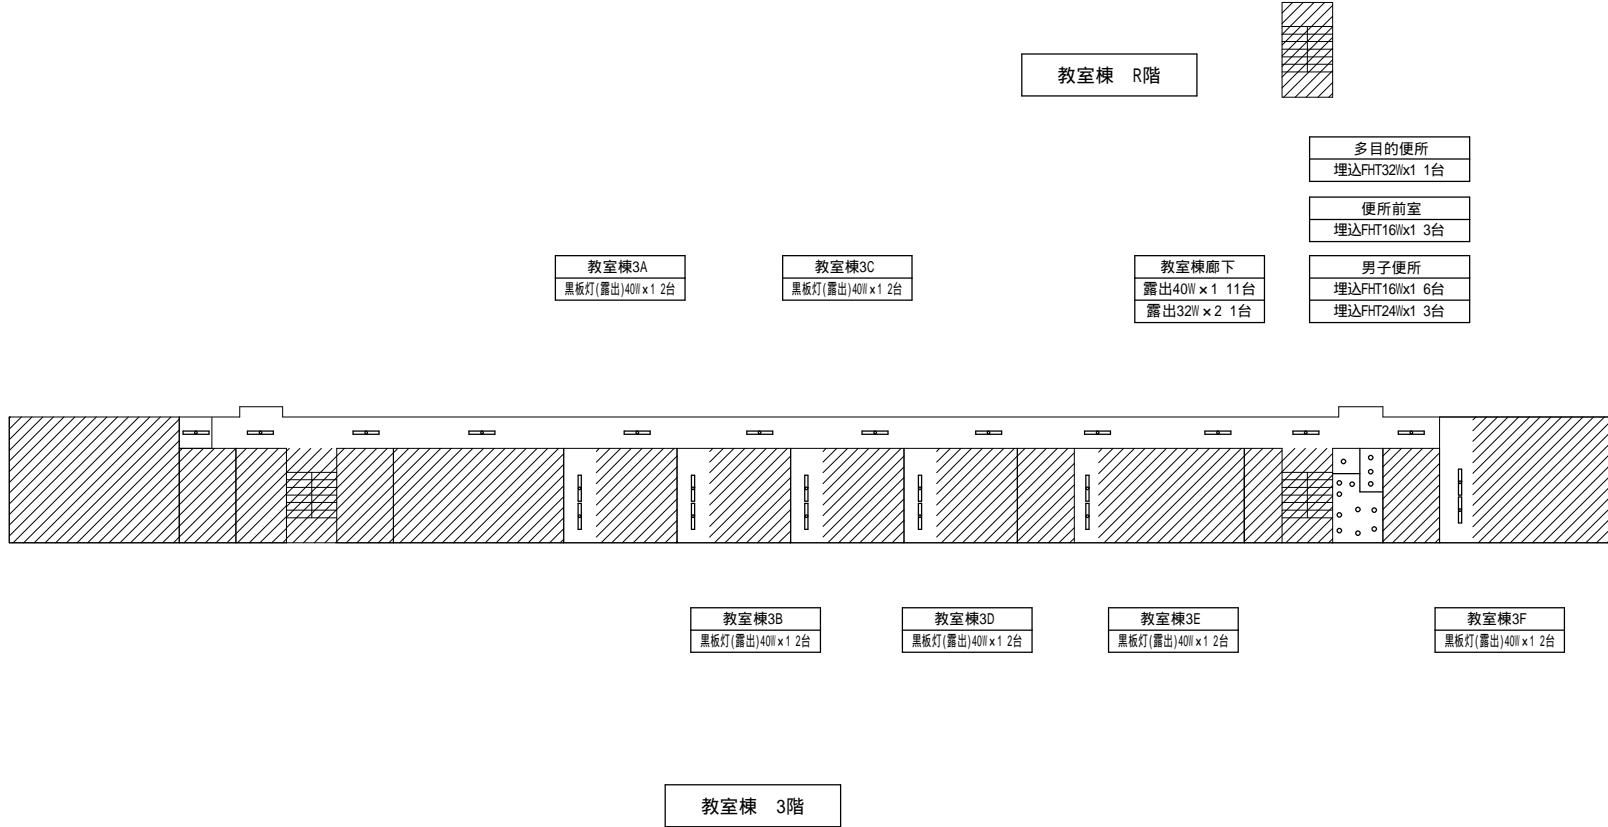 教室棟　R階
多目的便所
埋込FHT32Wx1 1台
便所前室
埋込FHT16Wx1 3台
教室棟3A
黒板灯(露出)40W×1 2台
教室棟3C
黒板灯(露出)40W×1 2台
教室棟廊下
露出40W×1 11台
露出32W×2 1台
男子便所
埋込FHT16Wx1 6台
埋込FHT24Wx1 3台
教室棟3B
黒板灯(露出)40W×1 2台
教室棟3D
黒板灯(露出)40W×1 2台
教室棟3E
黒板灯(露出)40W×1 2台
教室棟3F
黒板灯(露出)40W×1 2台
教室棟　3階